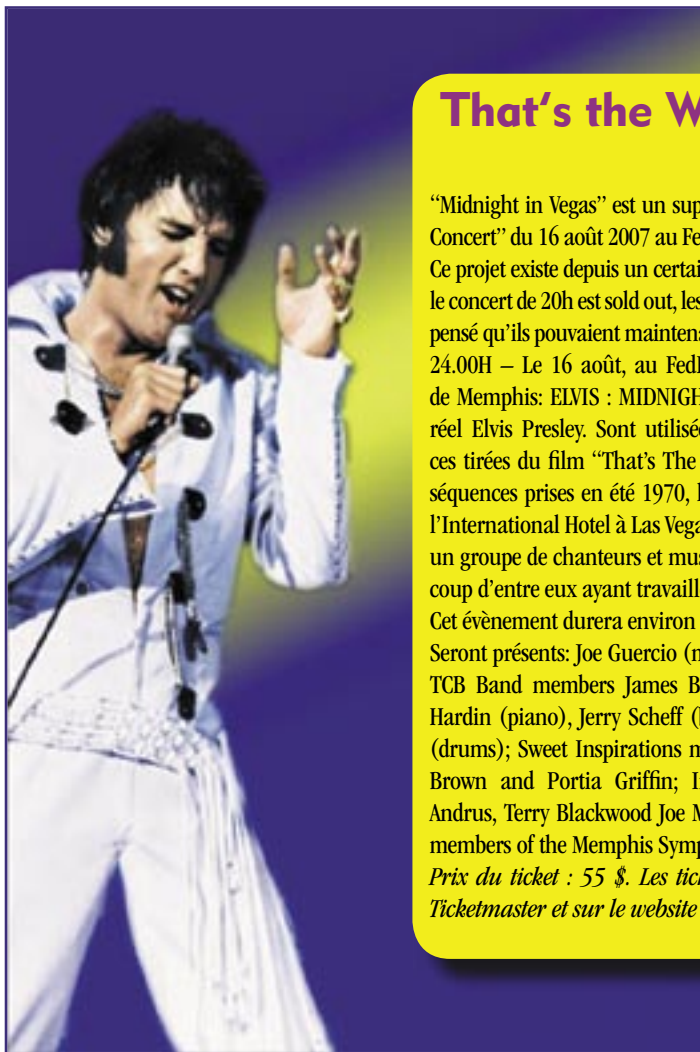 That's the W
“Midnight in Vegas” est un sup
Concert” du 16 août 2007 au Fe
Ce projet existe depuis un certai
le concert de 20h est sold out, les
pensé qu'ils pouvaient maintena
24.00H – Le 16 août, au FedE
de Memphis: ELVIS : MIDNIGH
réel Elvis Presley. Sont utilisée
ces tirées du film “That's The
séquences prises en été 1970, l
l'International Hotel à Las Vega
un groupe de chanteurs et mus
coup d'entre eux ayant travaill
Cet évènement durera environ
Seront présents: Joe Guercio (m
TCB Band members James B
Hardin (piano), Jerry Scheff (
(drums); Sweet Inspirations m
Brown and Portia Griffin; I
Andrus, Terry Blackwood Joe M
members of the Memphis Symp
Prix du ticket : 55 $. Les tick
Ticketmaster et sur le website